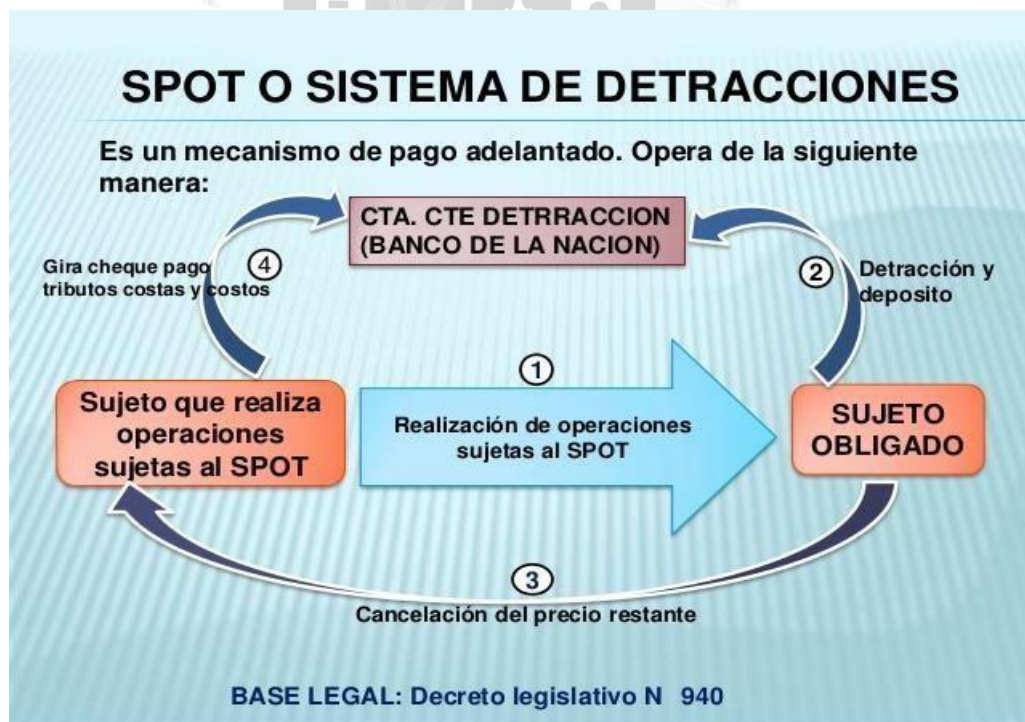 SPOT O SISTEMA DE DETRACCIONES
Es un mecanismo de pago adelantado. Opera de la siguiente
manera:
CTA. CTE DETRRACCION
(BANCO DE LA NACION)
Gira cheque pago
tributos costas y costos
4
2
Detracción y
deposito
1
Sujeto que realiza
operaciones
sujetas al SPOT
Realización de operaciones
sujetas al SPOT
SUJETO
OBLIGADO
3
Cancelación del precio restante
BASE LEGAL: Decreto legislativo N 940